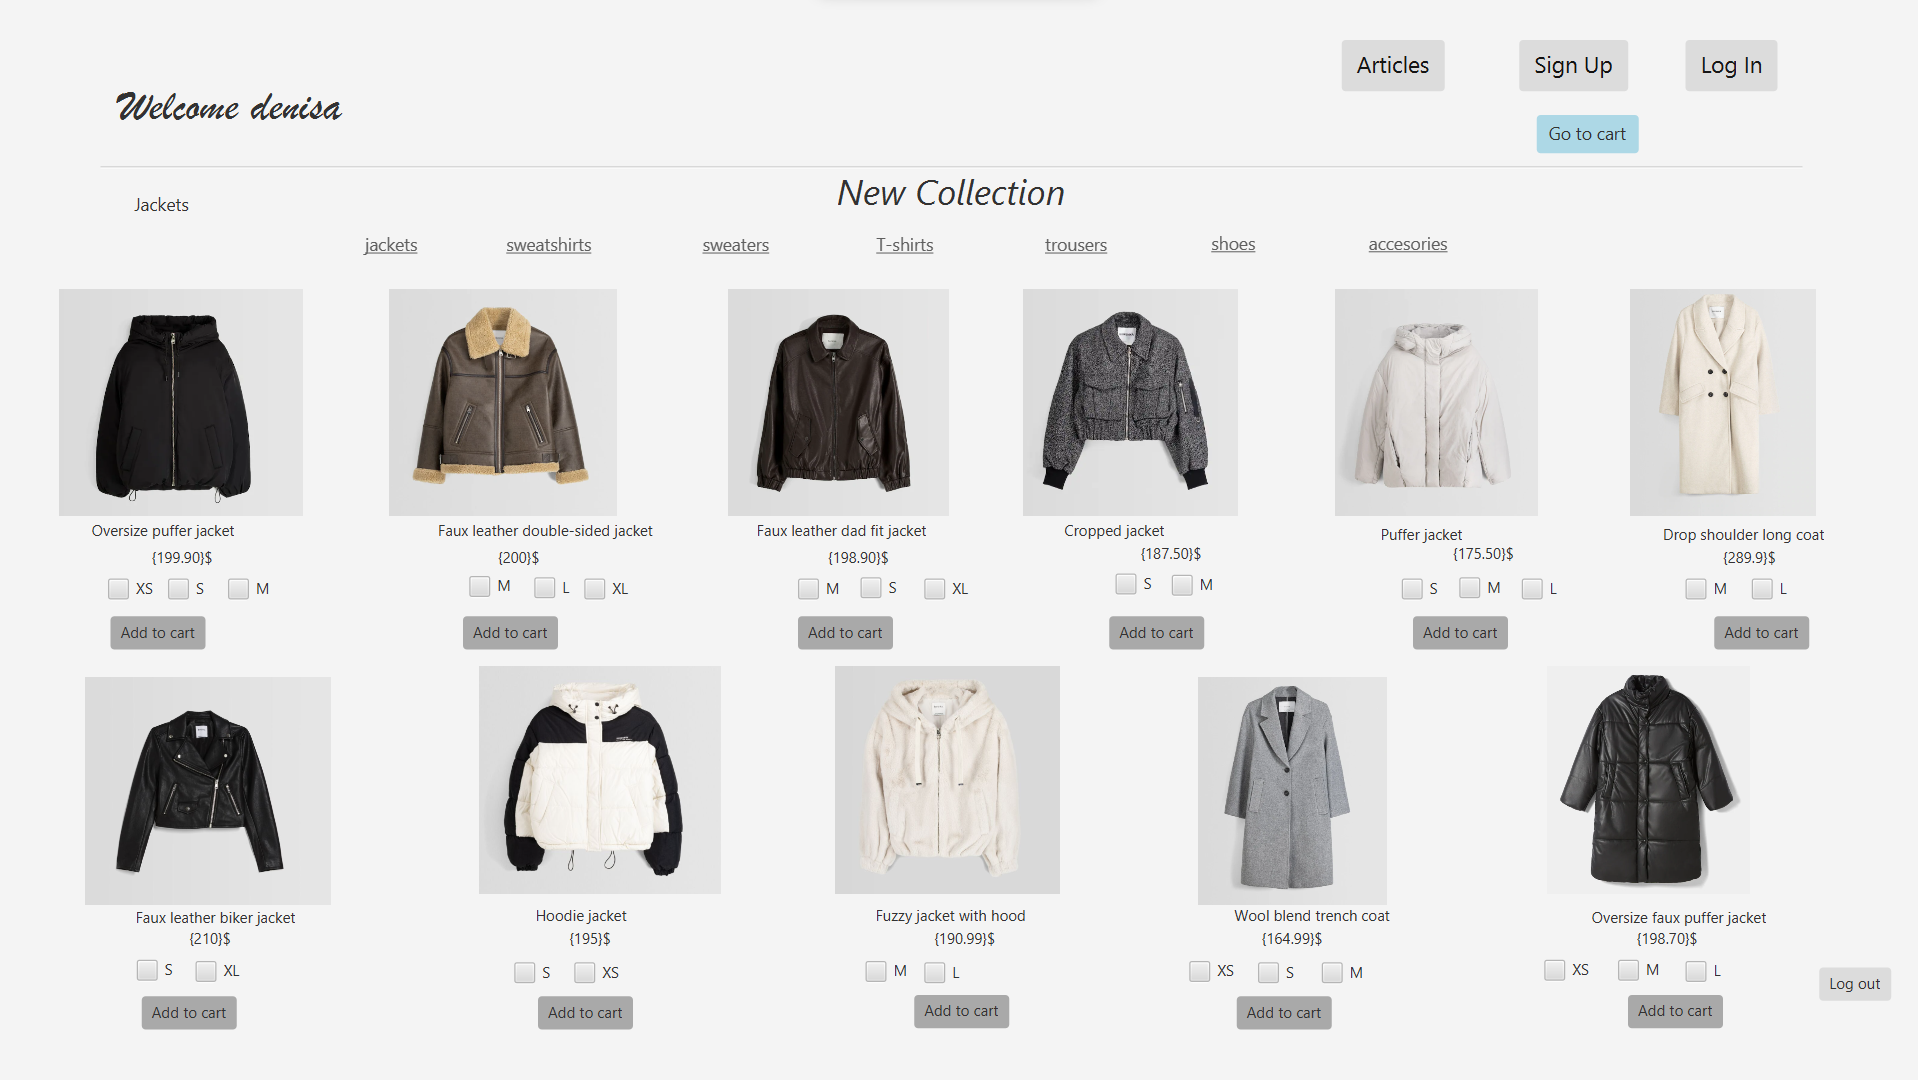 Articles
Sign Up
Log In
Welcome denisa
Go to cart
New Collection
Jackets
jackets
sweatshirts
sweaters
T-shirts
trousers
shoes
accesories
Oversize puffer jacket
{199.90}$
XS S M
Add to cart
Faux leather double-sided jacket
{200}$
M L XL
Add to cart
Faux leather dad fit jacket
{198.90}$
M S XL
Add to cart
Cropped jacket
{187.50}$
S M
Add to cart
Puffer jacket
{175.50}$
S M L
Add to cart
Drop shoulder long coat
{289.9}$
M L
Add to cart
Faux leather biker jacket
{210}$
S XL
Add to cart
Hoodie jacket
{195}$
S XS
Add to cart
Fuzzy jacket with hood
{190.99}$
M L
Add to cart
Wool blend trench coat
{164.99}$
XS S M
Add to cart
Oversize faux puffer jacket
{198.70}$
XS M L
Add to cart
Log out